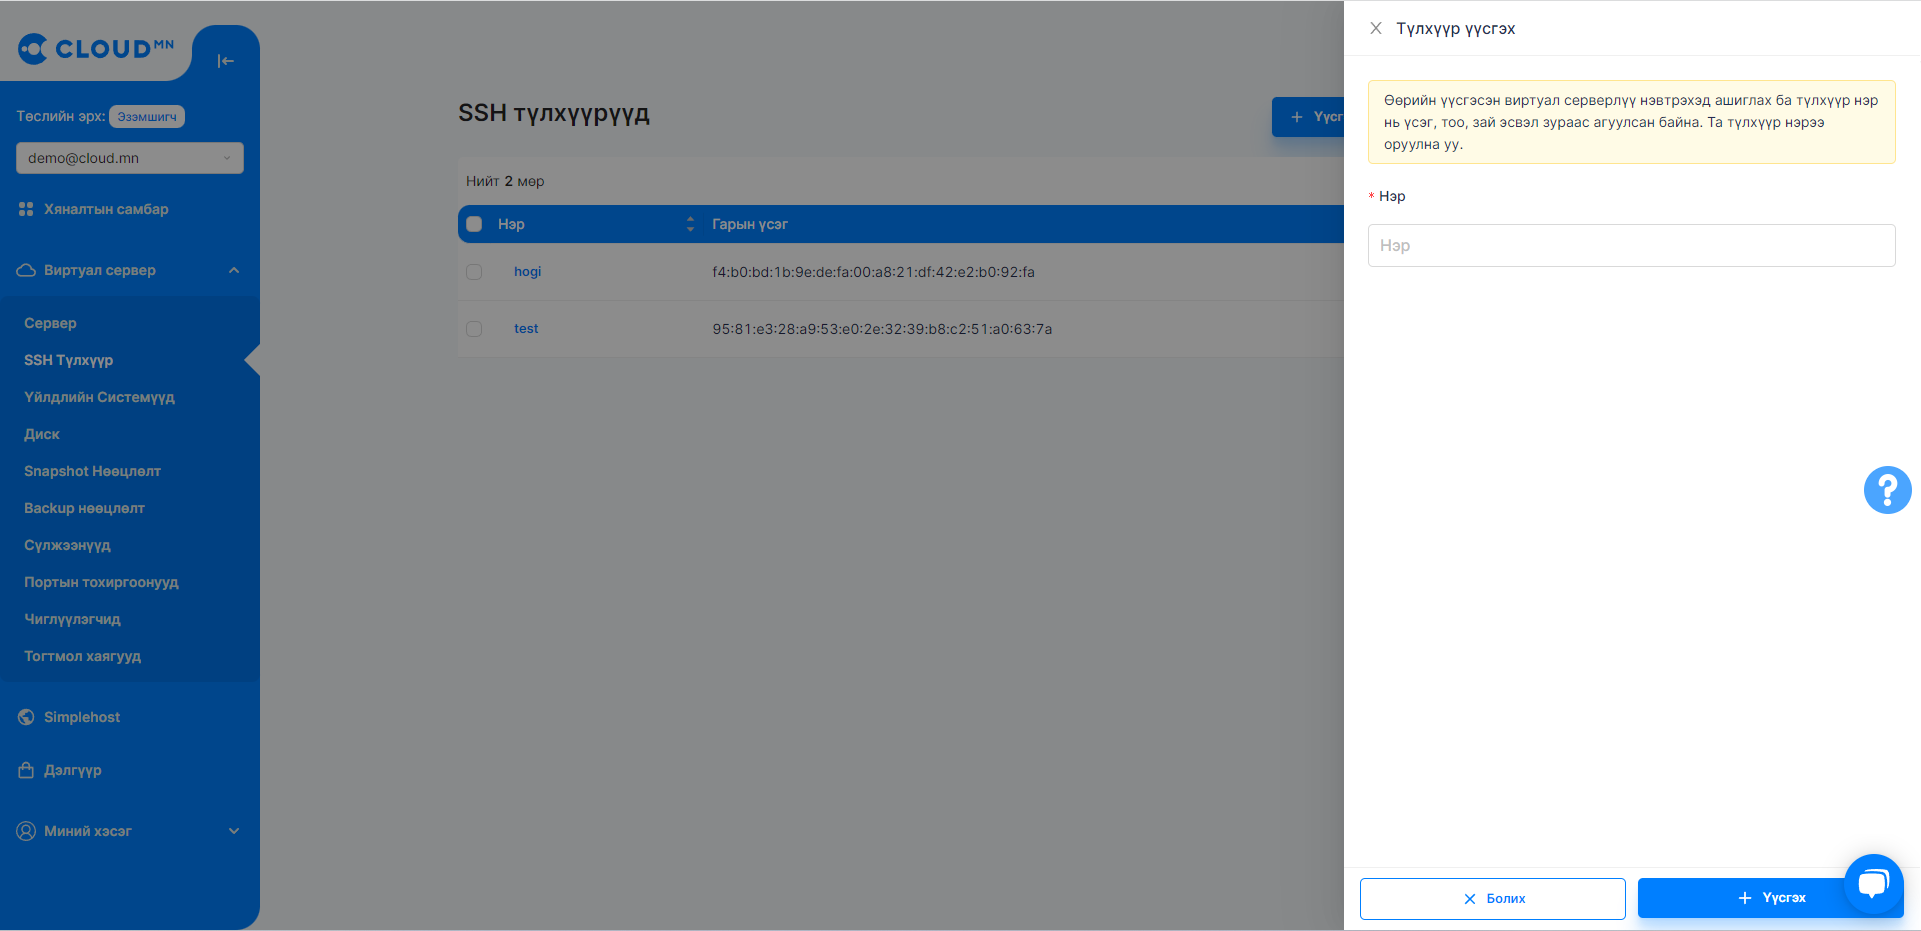 CLOUDMN
Төслийн эрх: Эзэмшигч
demo@cloud.mn
Хяналтын самбар
Виртуал сервер
Сервер
SSH Түлхүүр
Үйлдлийн Системүүд
Диск
Snapshot Нөөцлөлт
Backup нөөцлөлт
Сүлжээнүүд
Портын тохиргоонууд
Чиглүүлэгчид
Тогтмол хаягууд
Simplehost
Дэлгүүр
Миний хэсэг
SSH түлхүүрүүд
+ Үүсг
Нийт 2 мөр
Нэр Гарын үсэг
hogi f4:b0:bd:1b:9e:de:fa:00:a8:21:df:42:e2:b0:92:fa
test 95:81:e3:28:a9:53:e0:2e:32:39:b8:c2:51:a0:63:7a
Түлхүүр үүсгэх
Өөрийн үүсгэсэн виртуал серверлүү нэвтрэхэд ашиглах ба түлхүүр нэр
нь үсэг, тоо, зай эсвэл зураас агуулсан байна. Та түлхүүр нэрээ
оруулна уу.
* Нэр
Нэр
Болих
+ Үүсгэх